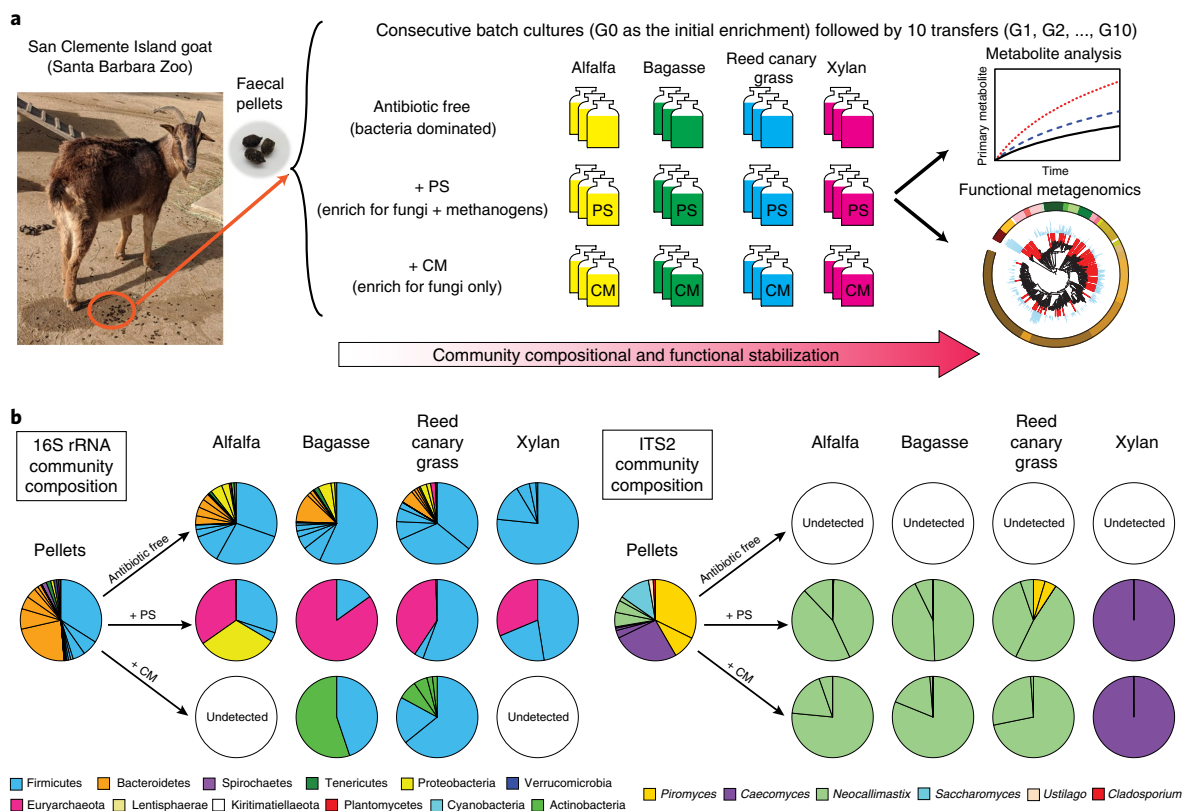 a
San Clemente Island goat
(Santa Barbara Zoo)
Faecal
pellets
Consecutive batch cultures (G0 as the initial enrichment) followed by 10 transfers (G1, G2, ..., G10)
Alfalfa
Bagasse
Reed canary
grass
Xylan
Antibiotic free
(bacteria dominated)
+ PS
(enrich for fungi + methanogens)
PS
PS
PS
PS
+ CM
(enrich for fungi only)
CM
CM
CM
CM
Metabolite analysis
Primary metabolite
Time
Functional metagenomics
Community compositional and functional stabilization
b
16S rRNA
community
composition
Alfalfa
Bagasse
Reed
canary
grass
Xylan
Pellets
Antibiotic free
+ PS
+ CM
Undetected
Undetected
ITS2
community
composition
Alfalfa
Bagasse
Reed
canary
grass
Xylan
Pellets
Antibiotic free
+ PS
+ CM
Undetected
Undetected
Undetected
Undetected
Firmicutes
Bacteroidetes
Spirochaetes
Tenericutes
Proteobacteria
Verrucomicrobia
Euryarchaeota
Lentisphaerae
Kiritimatiellaeota
Plantomycetes
Cyanobacteria
Actinobacteria
Piromyces
Caecomyces
Neocallimastix
Saccharomyces
Ustilago
Cladosporium